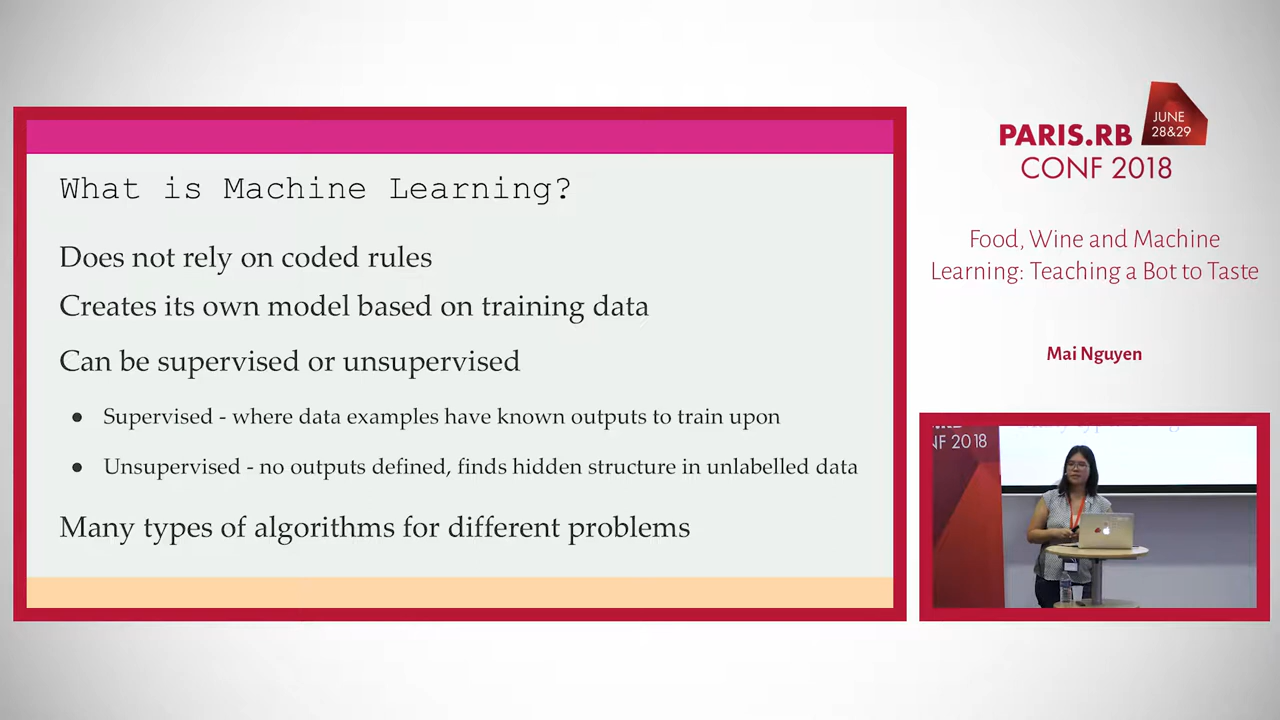 What is Machine Learning?
Does not rely on coded rules
Creates its own model based on training data
Can be supervised or unsupervised
● Supervised - where data examples have known outputs to train upon
● Unsupervised - no outputs defined, finds hidden structure in unlabelled data
Many types of algorithms for different problems
PARIS.RB
JUNE
28&29
CONF 2018
Food, Wine and Machine
Learning: Teaching a Bot to Taste
Mai Nguyen
NF 2018